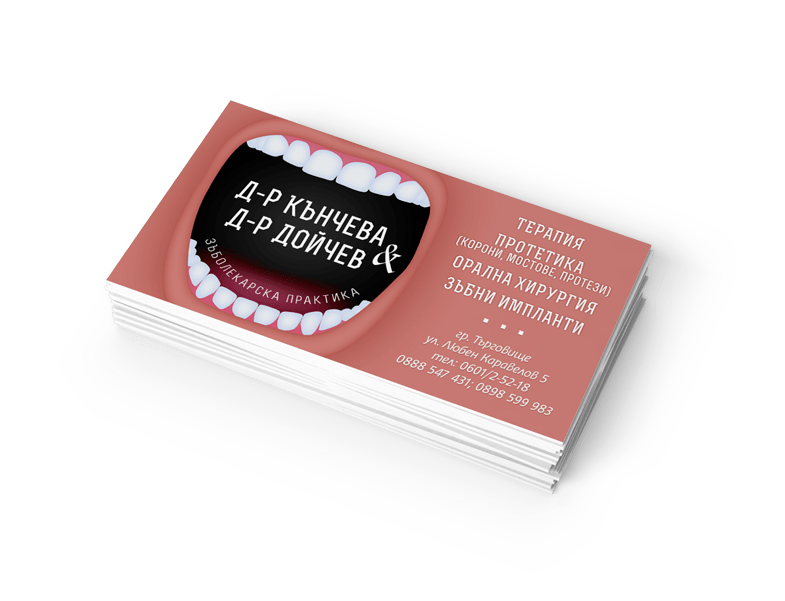 Д-Р КЪНЧЕВА
&
Д-Р ДОЙЧЕВ
ЗЪБОЛЕКАРСКА ПРАКТИКА
ТЕРАПИЯ
ПРОТЕТИКА
(КОРОНИ, МОСТОВЕ, ПРОТЕЗИ)
ОРАЛНА ХИРУРГИЯ
ЗЪБНИ ИМПЛАНТИ
гр. Търговище
ул. Любен Каравелов 5
тел: 0601/2-52-18
0888 547 431; 0898 599 983